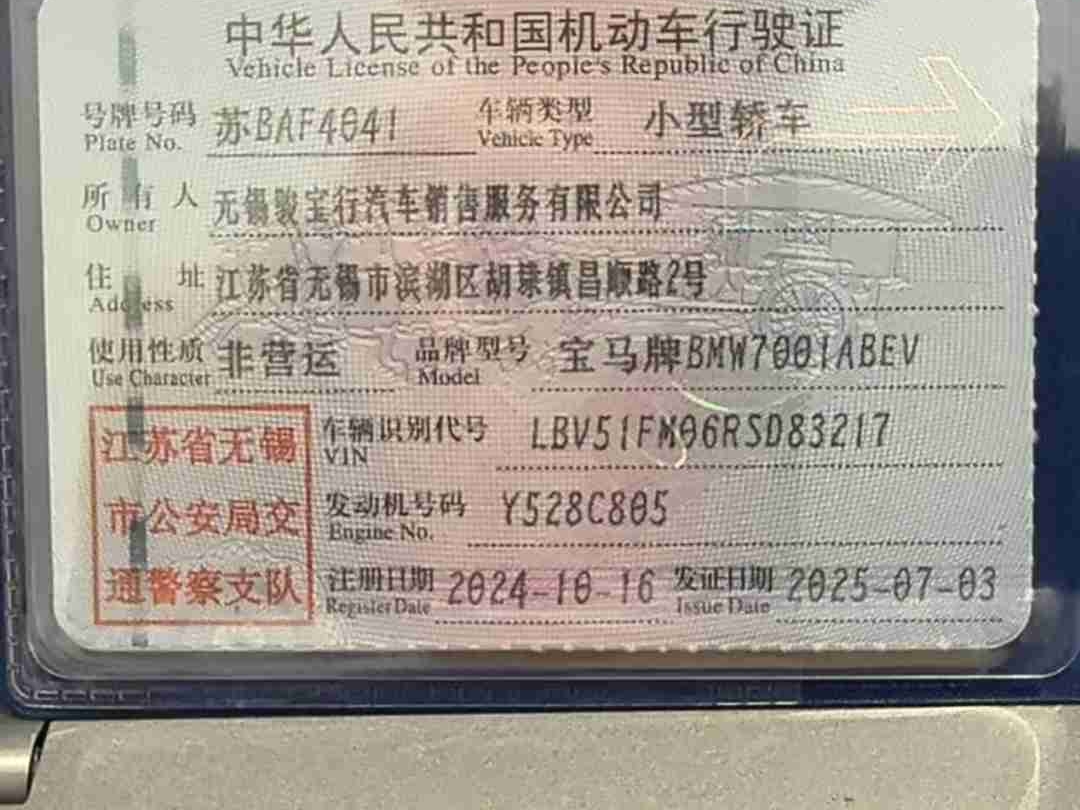 中华人民共和国机动车行驶证
Vehicle License of the People's Republic of China
号牌号码 苏BAF4041 车辆类型 小型轿车
Plate No. Vehicle Type
所有人 无锡骏宝行汽车销售服务有限公司
Owner
住址 江苏省无锡市滨湖区胡埭镇昌顺路2号
Address
使用性质 非营运 品牌型号 宝马牌BMW7001ABEV
Use Character Model
江苏省无锡 车辆识别代号 LBV51FM06RSD83217
VIN
市公安局交 发动机号码 Y528C805
Engine No.
通警察支队 注册日期 2024-10-16 发证日期 2025-07-03
Register Date Issue Date